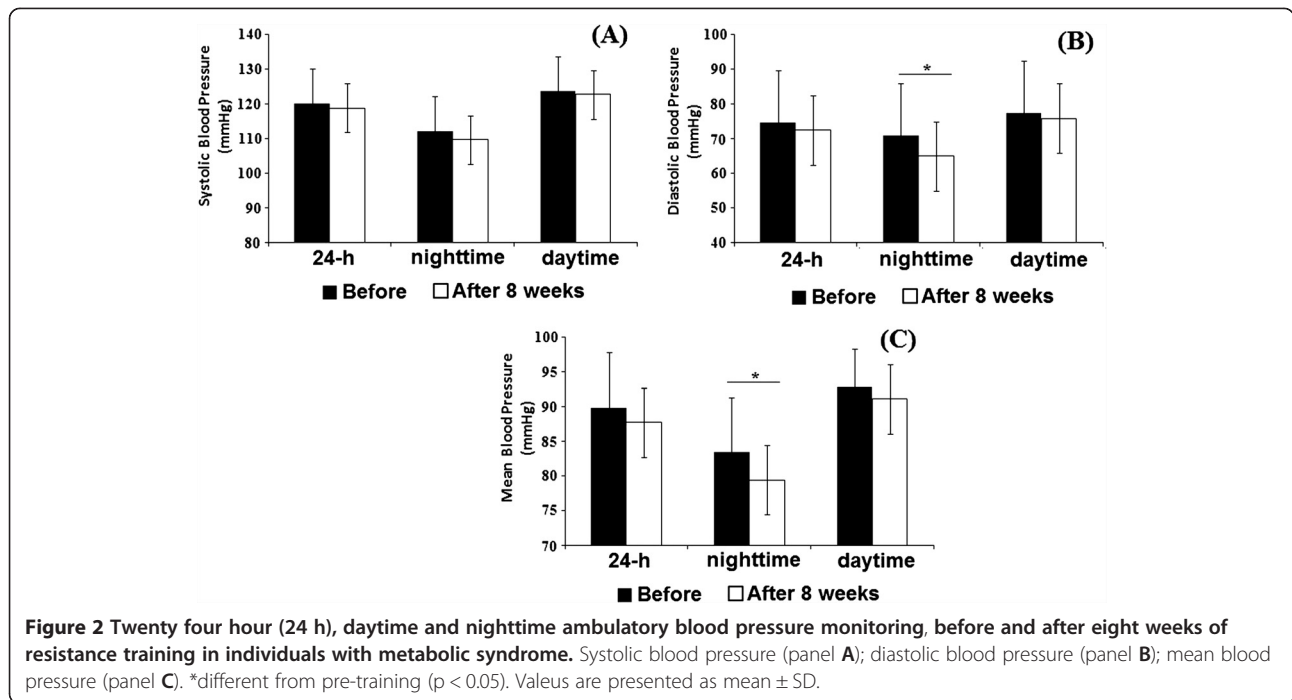 (A)
Systolic Blood Pressure
(mmHg)
140
130
120
110
100
90
80
24-h nighttime daytime
Before After 8 weeks
(B)
Diastolic Blood Pressure
(mmHg)
100
90
80
70
60
50
40
*
24-h nighttime daytime
Before After 8 weeks
(C)
Mean Blood Pressure
(mmHg)
100
95
90
85
80
75
70
*
24-h nighttime daytime
Before After 8 weeks
Figure 2 Twenty four hour (24 h), daytime and nighttime ambulatory blood pressure monitoring, before and after eight weeks of
resistance training in individuals with metabolic syndrome. Systolic blood pressure (panel A); diastolic blood pressure (panel B); mean blood
pressure (panel C). *different from pre-training (p < 0.05). Valeus are presented as mean ± SD.